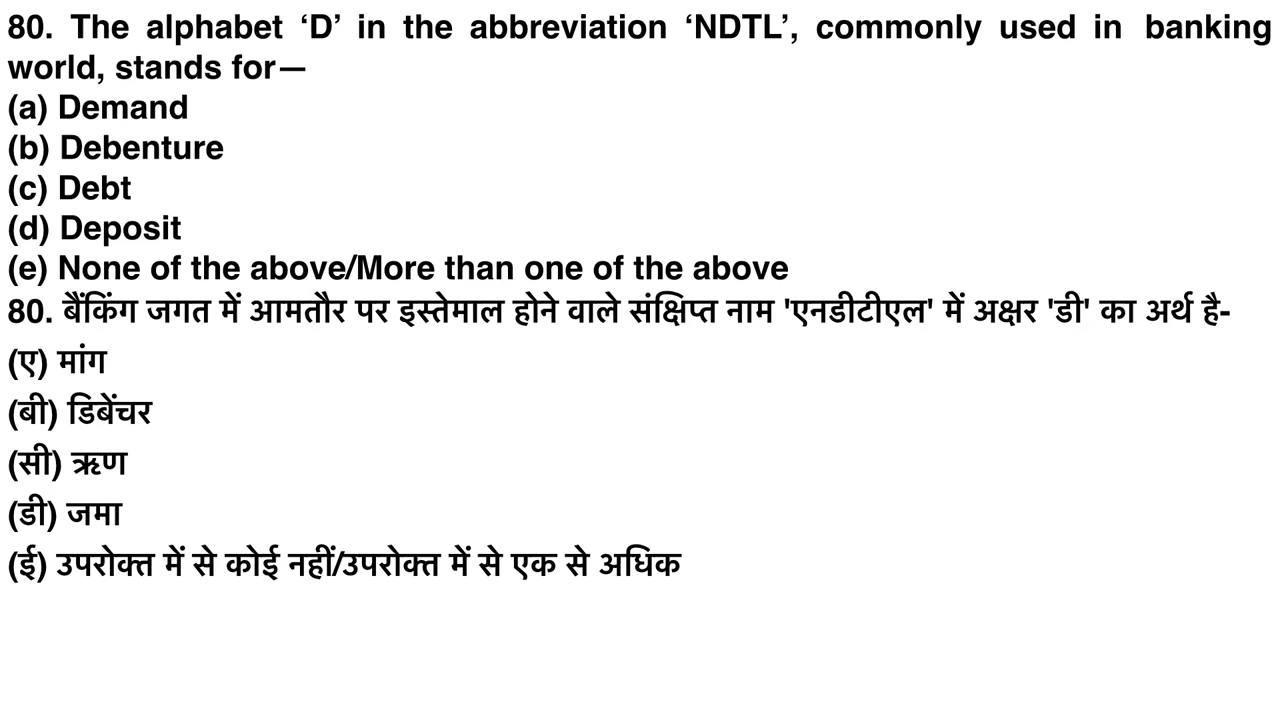 80. The alphabet ‘D’ in the abbreviation ‘NDTL’, commonly used in banking
world, stands for—
(a) Demand
(b) Debenture
(c) Debt
(d) Deposit
(e) None of the above/More than one of the above
80. बैंकिंग जगत में आमतौर पर इस्तेमाल होने वाले संक्षिप्त नाम 'एनडीटीएल' में अक्षर 'डी' का अर्थ है-
(ए) मांग
(बी) डिबेंचर
(सी) ऋण
(डी) जमा
(ई) उपरोक्त में से कोई नहीं/उपरोक्त में से एक से अधिक